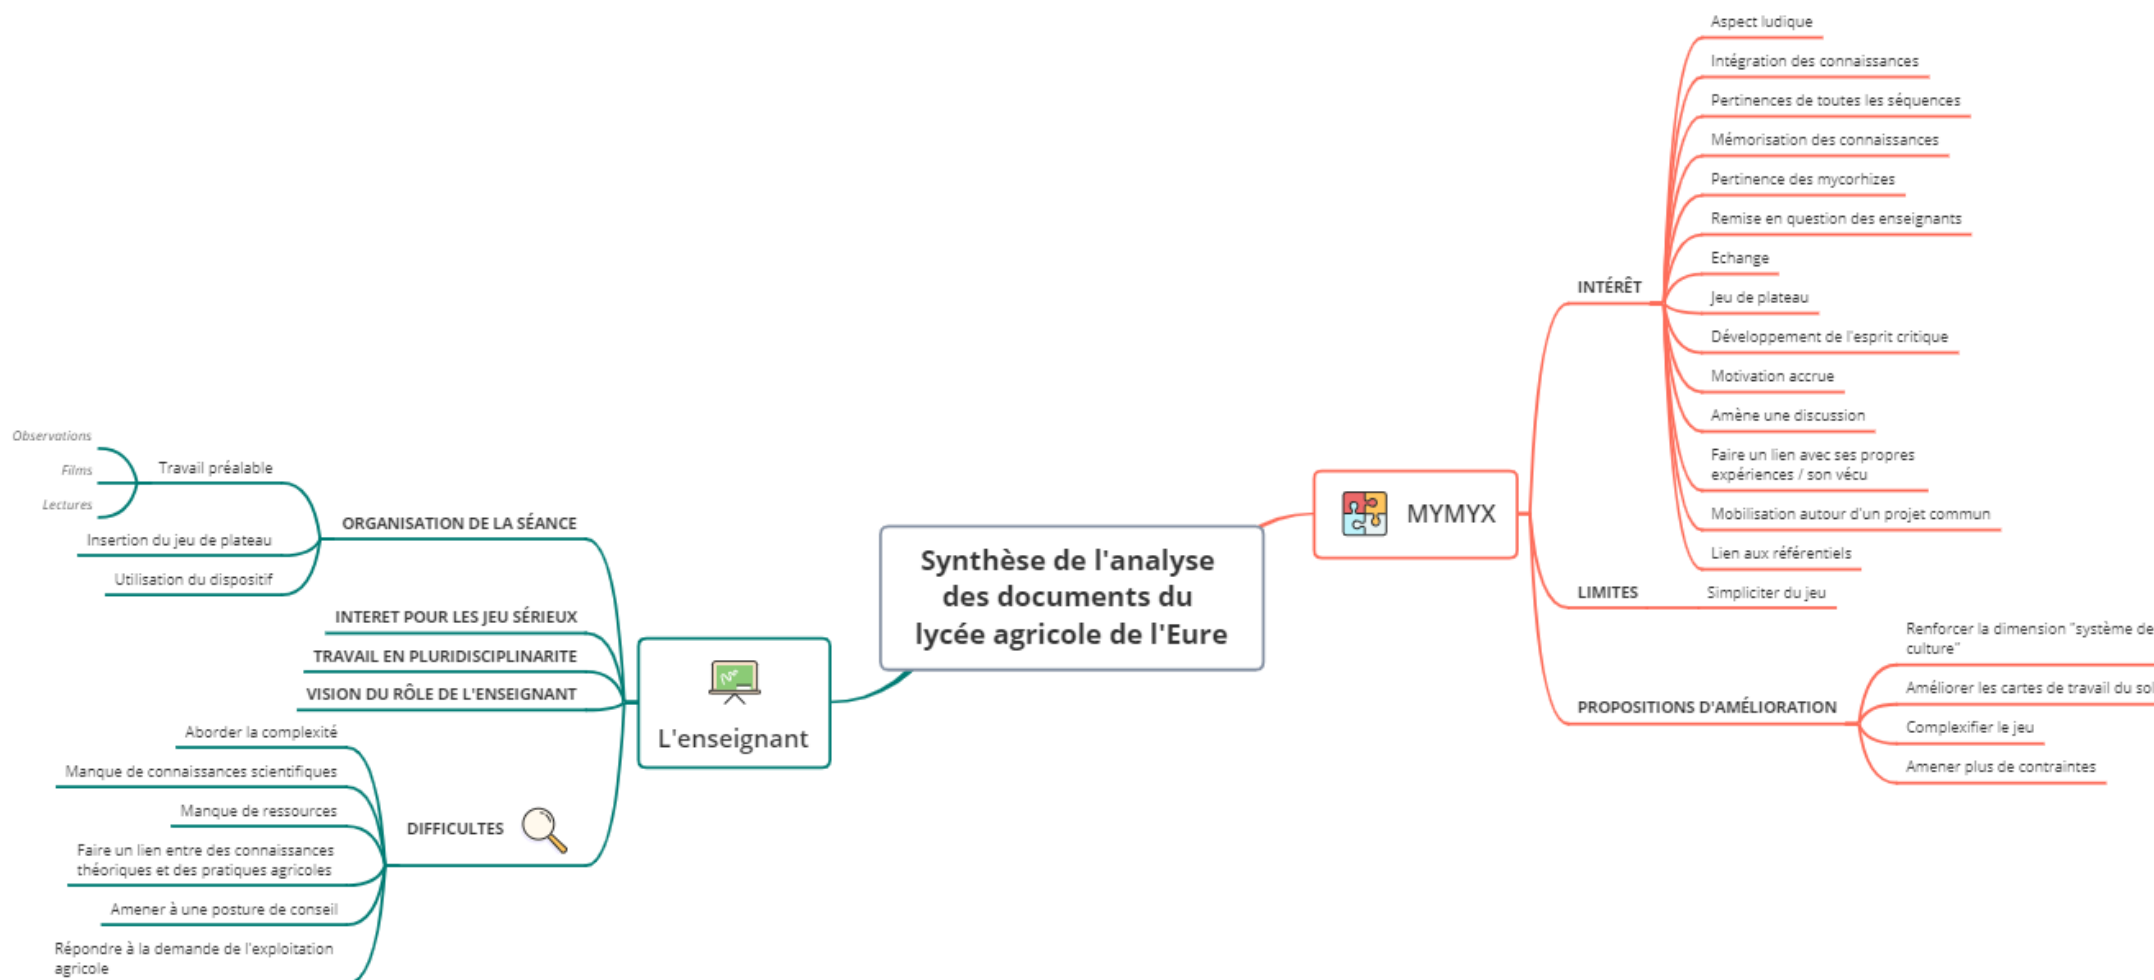 Synthèse de l'analyse
des documents du
lycée agricole de l'Eure
MYMYX
INTÉRÊT
Aspect ludique
Intégration des connaissances
Pertinences de toutes les séquences
Mémorisation des connaissances
Pertinence des mycorhizes
Remise en question des enseignants
Echange
Jeu de plateau
Développement de l'esprit critique
Motivation accrue
Amène une discussion
Faire un lien avec ses propres
expériences / son vécu
Mobilisation autour d'un projet commun
Lien aux référentiels
LIMITES
Simpliciter du jeu
PROPOSITIONS D'AMÉLIORATION
Renforcer la dimension "système de
culture"
Améliorer les cartes de travail du sol
Complexifier le jeu
Amener plus de contraintes
L'enseignant
ORGANISATION DE LA SÉANCE
Travail préalable
Observations
Films
Lectures
Insertion du jeu de plateau
Utilisation du dispositif
INTERET POUR LES JEU SÉRIEUX
TRAVAIL EN PLURIDISCIPLINARITE
VISION DU RÔLE DE L'ENSEIGNANT
DIFFICULTES
Aborder la complexité
Manque de connaissances scientifiques
Manque de ressources
Faire un lien entre des connaissances
théoriques et des pratiques agricoles
Amener à une posture de conseil
Répondre à la demande de l'exploitation
agricole